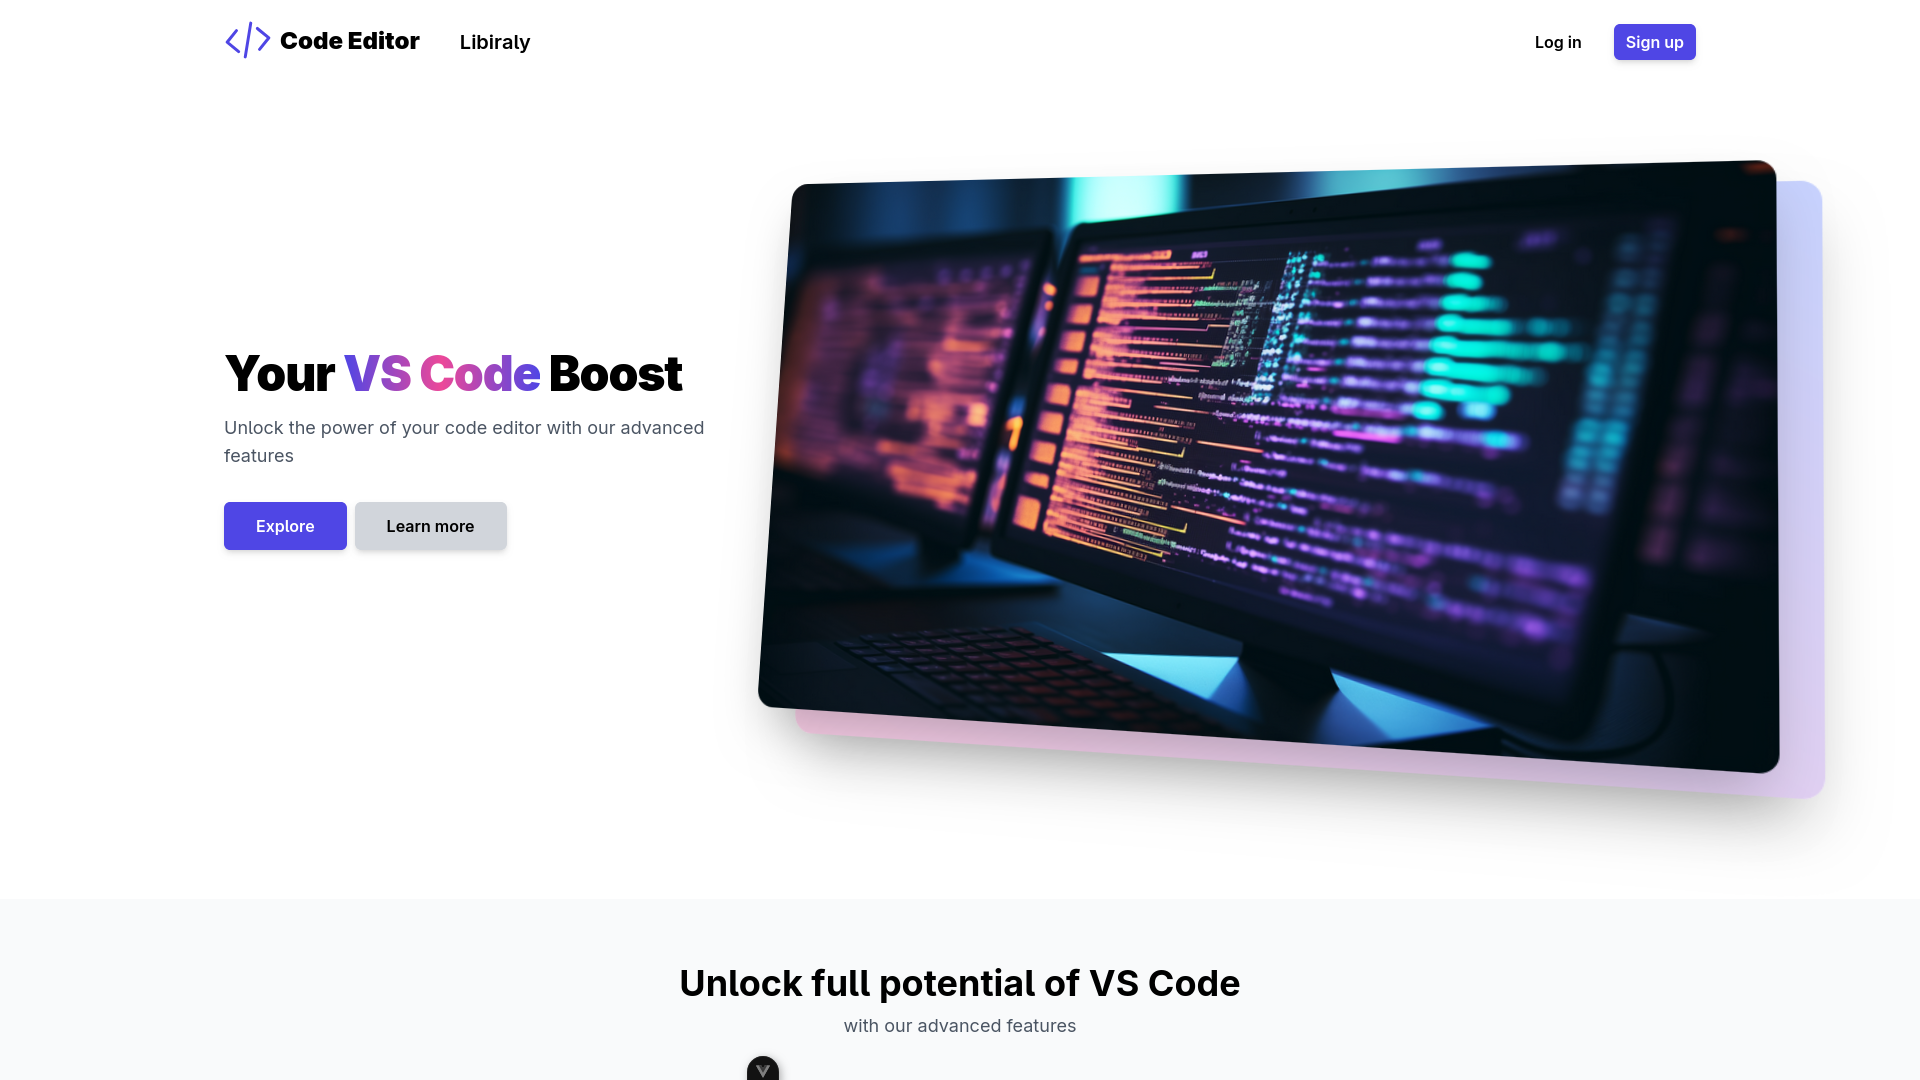 Code Editor
Libiraly
Log in
Sign up
Your VS Code Boost
Unlock the power of your code editor with our advanced
features
Explore
Learn more
Unlock full potential of VS Code
with our advanced features